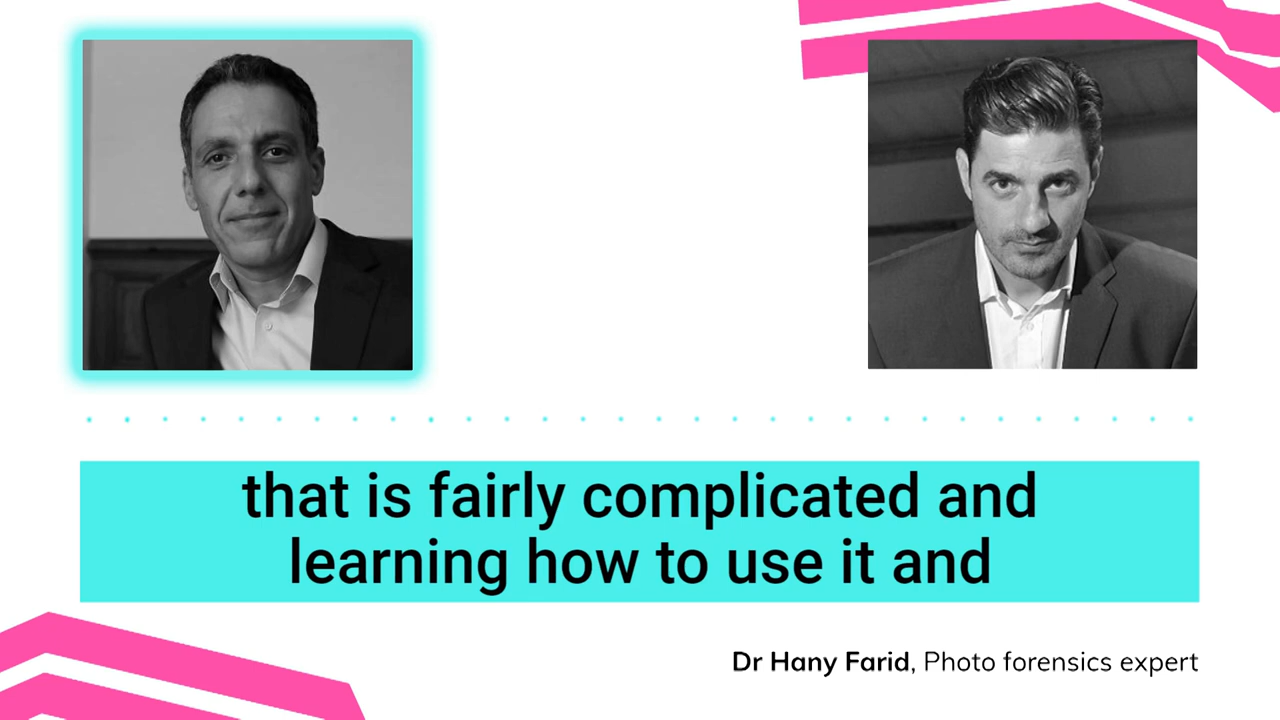 that is fairly complicated and
learning how to use it and
Dr Hany Farid, Photo forensics expert